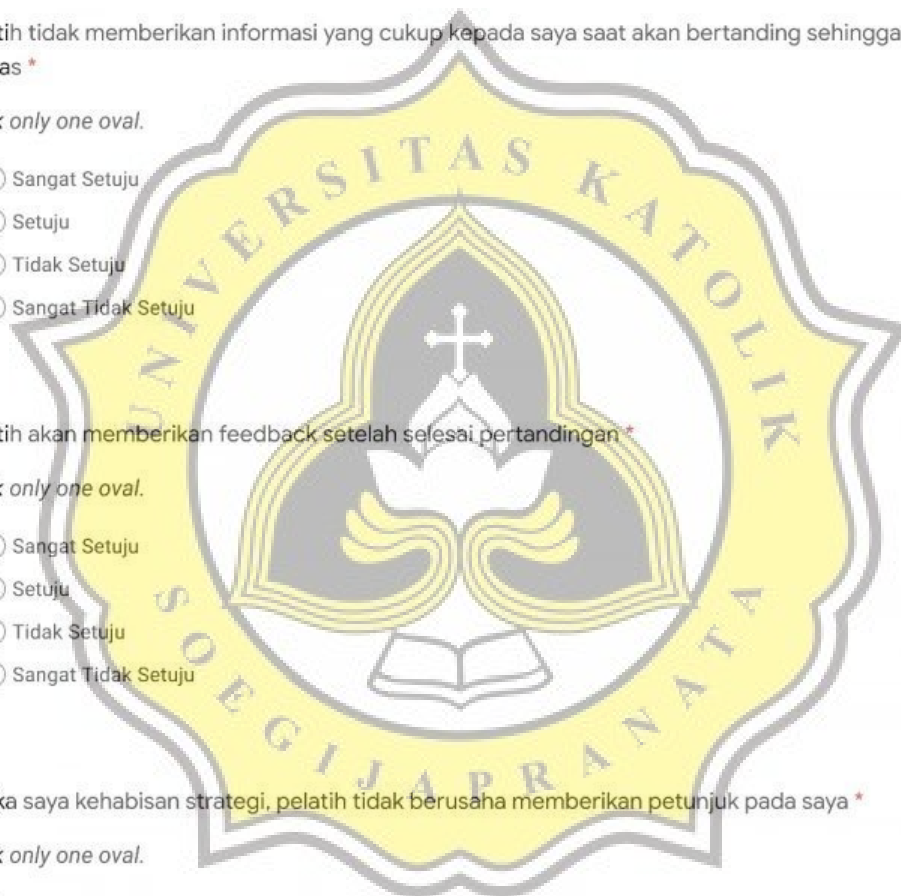 tih tidak memberikan informasi yang cukup kepada saya saat akan bertanding sehingga
as *
only one oval.
Sangat Setuju
Setuju
Tidak Setuju
Sangat Tidak Setuju
tih akan memberikan feedback setelah selesai pertandingan *
only one oval.
Sangat Setuju
Setuju
Tidak Setuju
Sangat Tidak Setuju
ka saya kehabisan strategi, pelatih tidak berusaha memberikan petunjuk pada saya *
only one oval.
UNIVERSITAS KATOLIK
SOEGIJAPRANATA